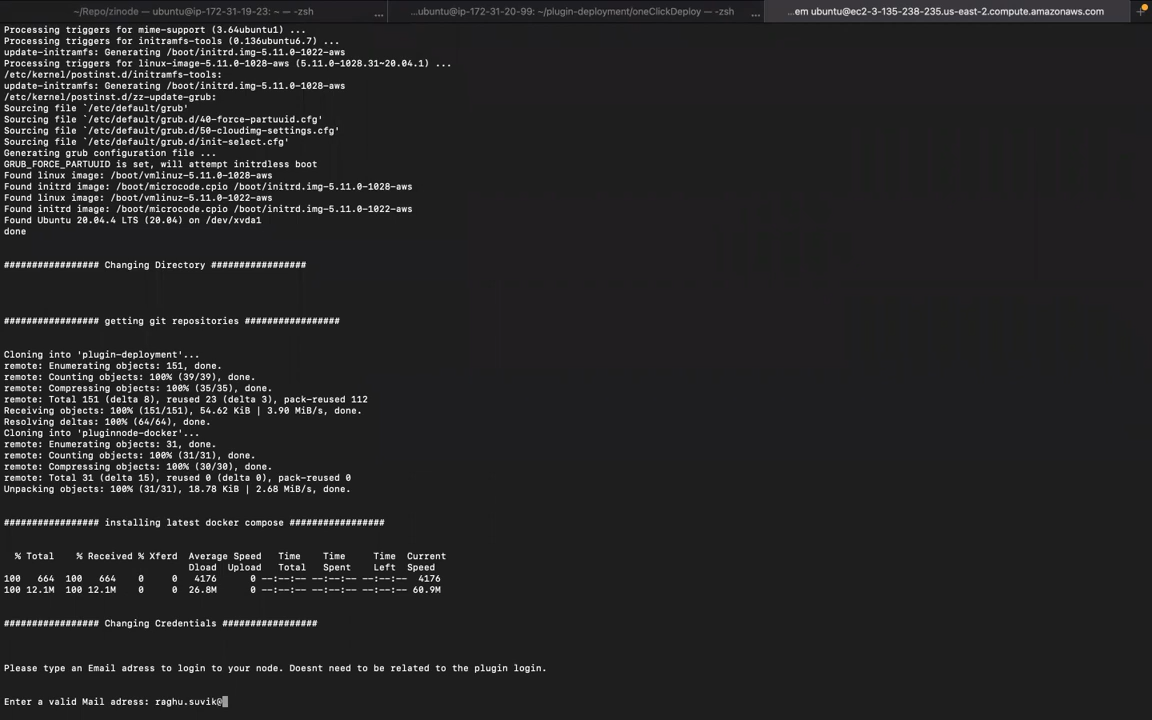 ~/Repo/zinode — ubuntu@ip-172-31-19-23: ~ — -zsh ... ...ubuntu@ip-172-31-20-99: ~/plugin-deployment/oneClickDeploy — -zsh ... ...em ubuntu@ec2-3-135-238-235.us-east-2.compute.amazonaws.com +
Processing triggers for mime-support (3.64ubuntu1) ...
Processing triggers for initramfs-tools (0.136ubuntu6.7) ...
update-initramfs: Generating /boot/initrd.img-5.11.0-1022-aws
Processing triggers for linux-image-5.11.0-1028-aws (5.11.0-1028.31~20.04.1) ...
/etc/kernel/postinst.d/initramfs-tools:
update-initramfs: Generating /boot/initrd.img-5.11.0-1028-aws
/etc/kernel/postinst.d/zz-update-grub:
Sourcing file `/etc/default/grub'
Sourcing file `/etc/default/grub.d/40-force-partuuid.cfg'
Sourcing file `/etc/default/grub.d/50-cloudimg-settings.cfg'
Sourcing file `/etc/default/grub.d/init-select.cfg'
Generating grub configuration file ...
GRUB_FORCE_PARTUUID is set, will attempt initrdless boot
Found linux image: /boot/vmlinuz-5.11.0-1028-aws
Found initrd image: /boot/microcode.cpio /boot/initrd.img-5.11.0-1028-aws
Found linux image: /boot/vmlinuz-5.11.0-1022-aws
Found initrd image: /boot/microcode.cpio /boot/initrd.img-5.11.0-1022-aws
Found Ubuntu 20.04.4 LTS (20.04) on /dev/xvda1
done
################# Changing Directory #################
################# getting git repositories #################
Cloning into 'plugin-deployment'...
remote: Enumerating objects: 151, done.
remote: Counting objects: 100% (39/39), done.
remote: Compressing objects: 100% (35/35), done.
remote: Total 151 (delta 8), reused 23 (delta 3), pack-reused 112
Receiving objects: 100% (151/151), 54.62 KiB | 3.90 MiB/s, done.
Resolving deltas: 100% (64/64), done.
Cloning into 'pluginnode-docker'...
remote: Enumerating objects: 31, done.
remote: Counting objects: 100% (31/31), done.
remote: Compressing objects: 100% (30/30), done.
remote: Total 31 (delta 15), reused 0 (delta 0), pack-reused 0
Unpacking objects: 100% (31/31), 18.78 KiB | 2.68 MiB/s, done.
################# installing latest docker compose #################
% Total % Received % Xferd Average Speed Time Time Time Current
Dload Upload Total Spent Left Speed
100 664 100 664 0 0 4176 0 --:--:-- --:--:-- --:--:-- 4176
100 12.1M 100 12.1M 0 0 26.8M 0 --:--:-- --:--:-- --:--:-- 60.9M
################# Changing Credentials #################
Please type an Email adress to login to your node. Doesnt need to be related to the plugin login.
Enter a valid Mail adress: raghu.suvik@